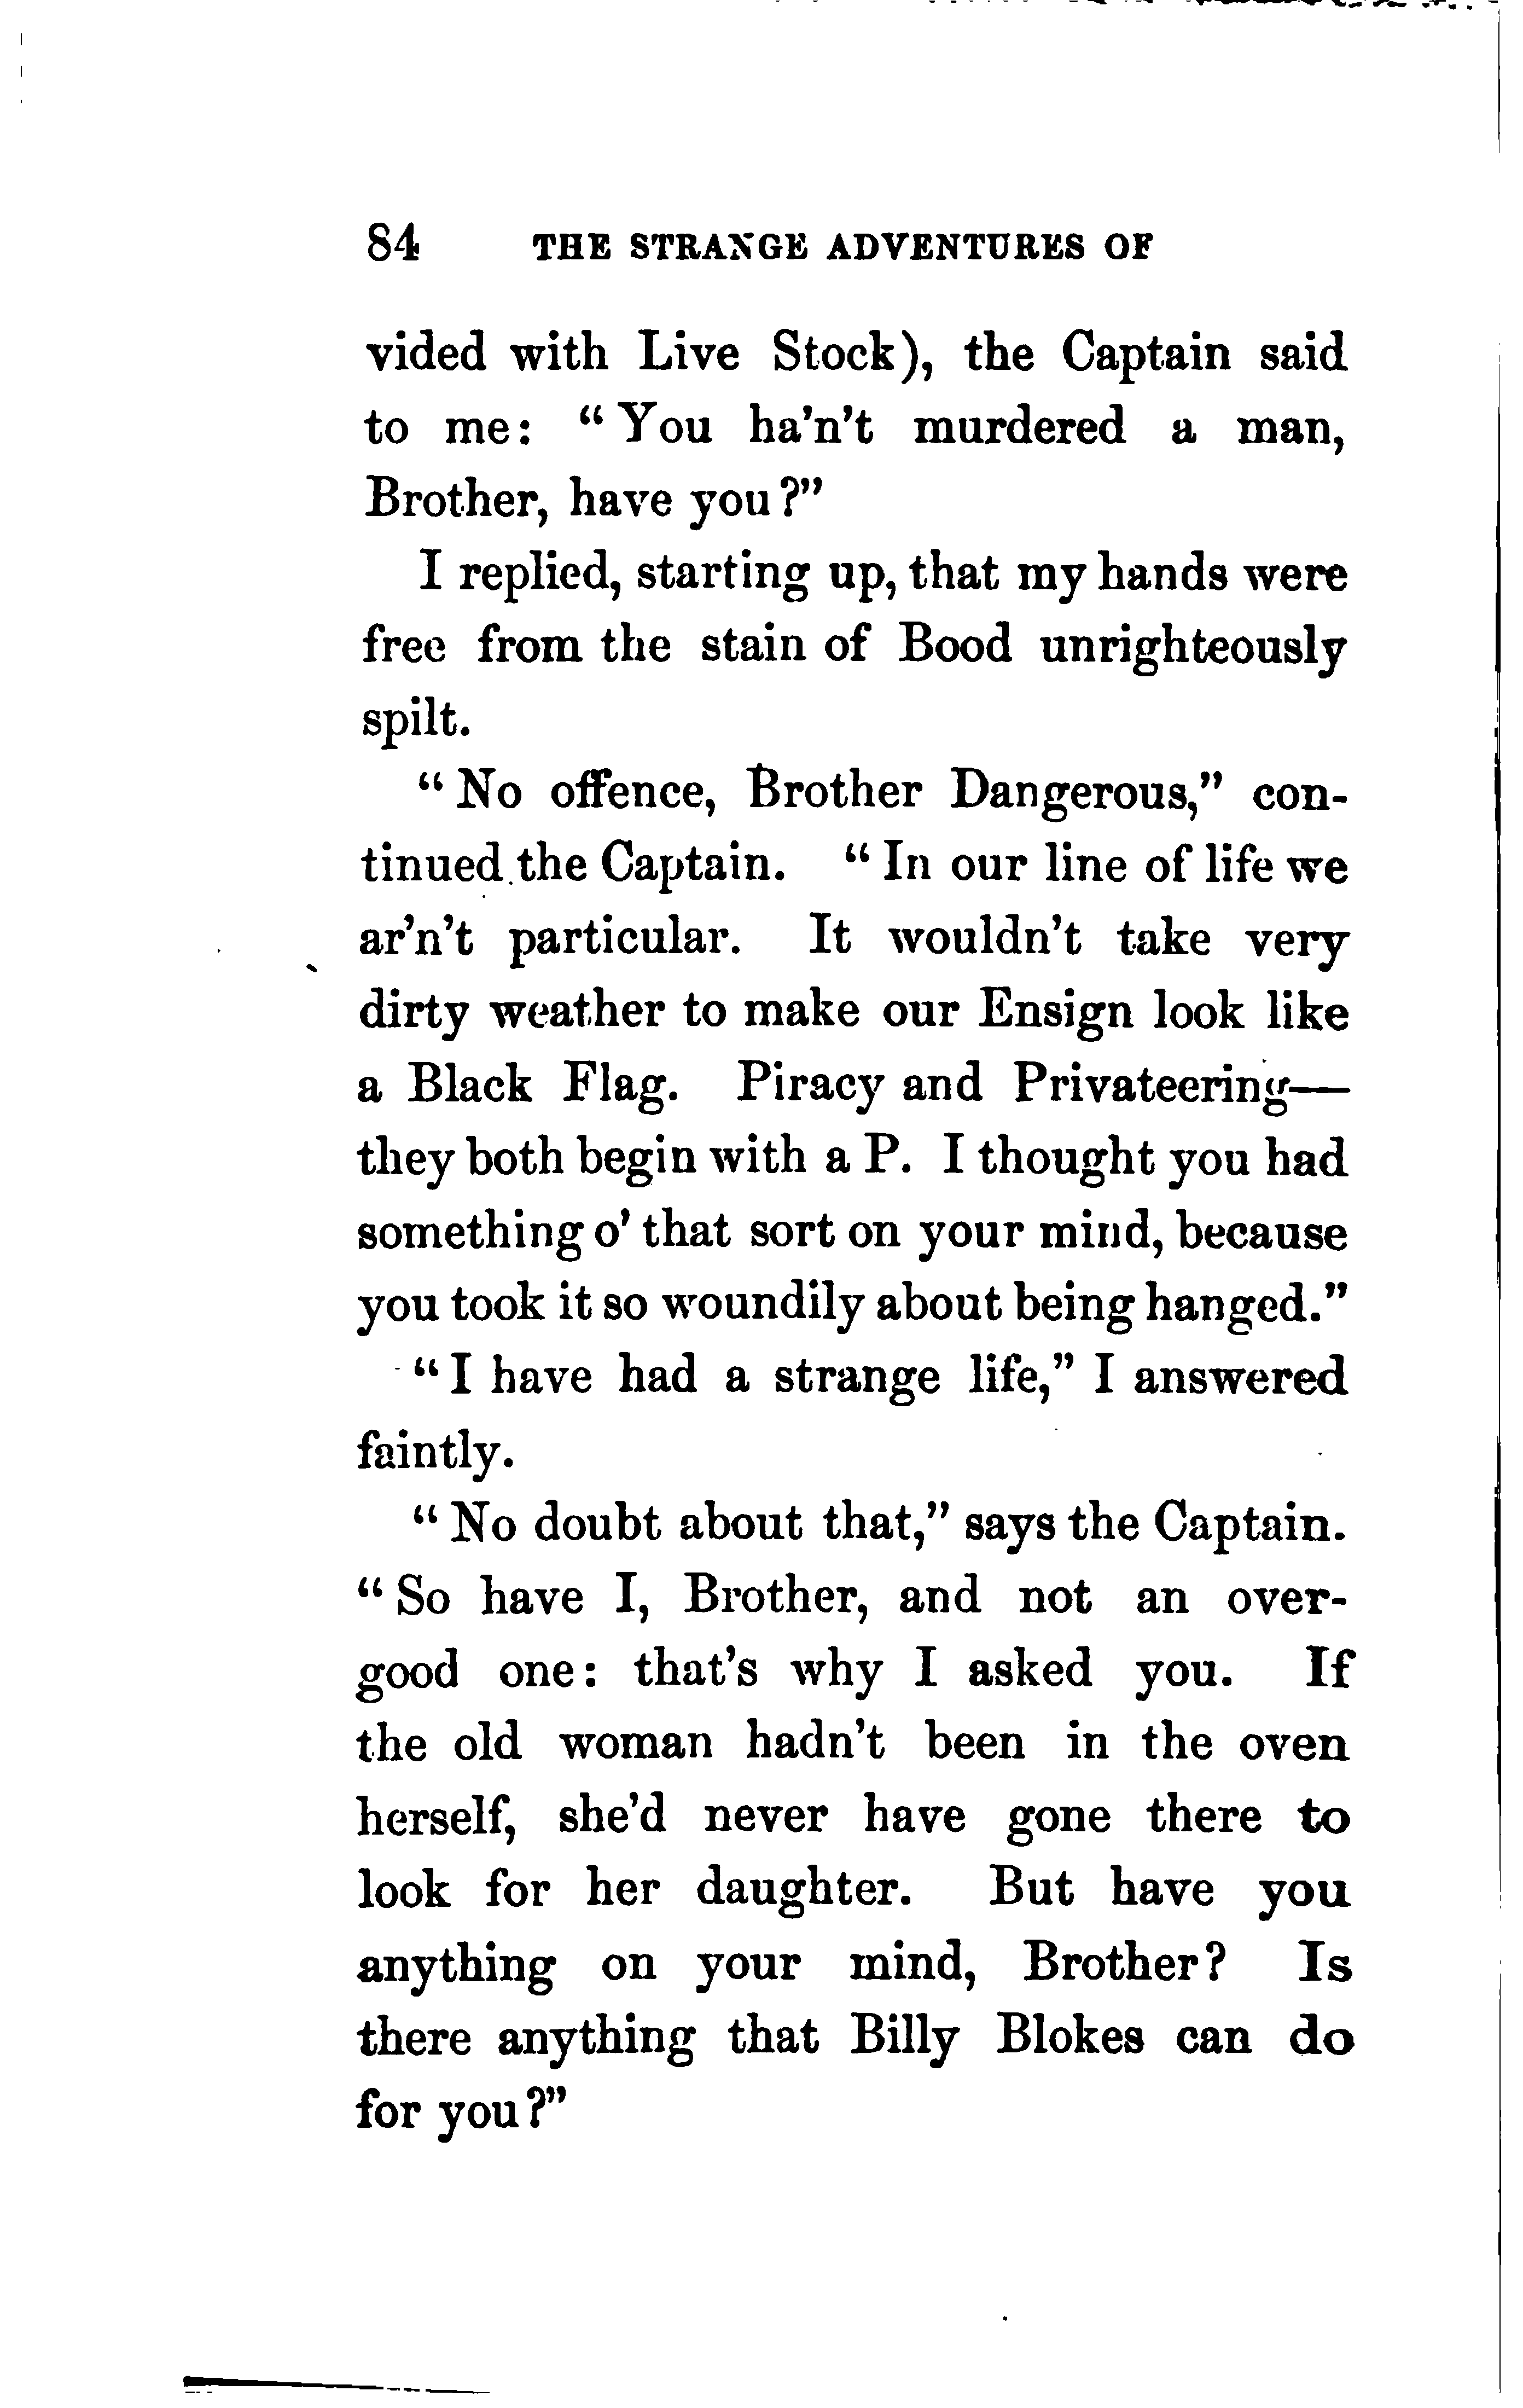 84 THE STRANGE ADVENTURES OF
vided with Live Stock), the Captain said
to me: "You ha'n't murdered a man,
Brother, have you?"
I replied, starting up, that my hands were
free from the stain of Bood unrighteously
spilt.
"No offence, Brother Dangerous," con-
tinued the Captain. "In our line of life we
ar'n't particular. It wouldn't take very
dirty weather to make our Ensign look like
a Black Flag. Piracy and Privateering—
they both begin with a P. I thought you had
something o' that sort on your mind, because
you took it so woundily about being hanged."
"I have had a strange life," I answered
faintly.
"No doubt about that," says the Captain.
"So have I, Brother, and not an over-
good one: that's why I asked you. If
the old woman hadn't been in the oven
herself, she'd never have gone there to
look for her daughter. But have you
anything on your mind, Brother? Is
there anything that Billy Blokes can do
for you?"